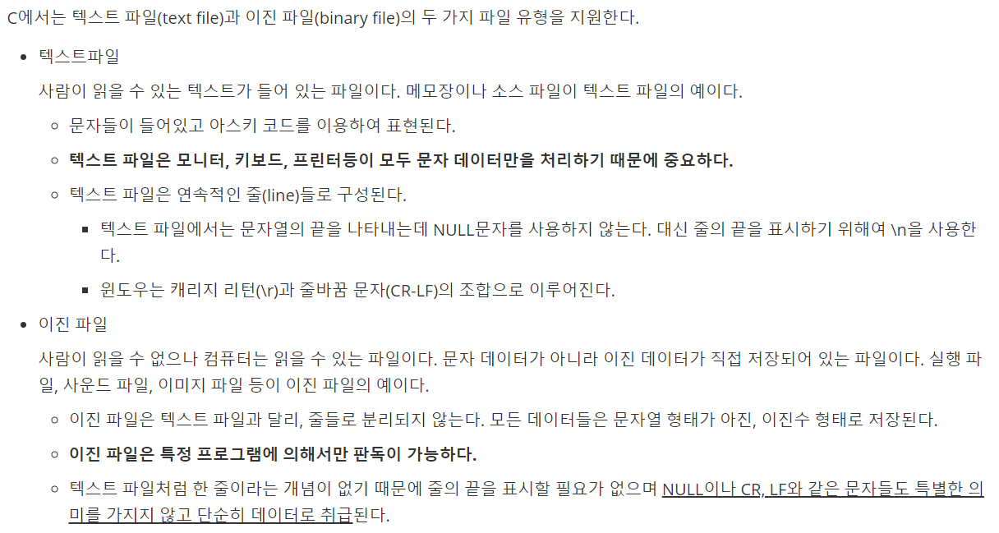 C에서는 텍스트 파일(text file)과 이진 파일(binary file)의 두 가지 파일 유형을 지원한다.
텍스트파일
사람이 읽을 수 있는 텍스트가 들어 있는 파일이다. 메모장이나 소스 파일이 텍스트 파일의 예이다.
문자들이 들어있고 아스키 코드를 이용하여 표현된다.
텍스트 파일은 모니터, 키보드, 프린터등이 모두 문자 데이터만을 처리하기 때문에 중요하다.
텍스트 파일은 연속적인 줄(line)들로 구성된다.
텍스트 파일에서는 문자열의 끝을 나타내는데 NULL문자를 사용하지 않는다. 대신 줄의 끝을 표시하기 위해여 \n을 사용한
다.
윈도우는 캐리지 리턴(\r)과 줄바꿈 문자(CR-LF)의 조합으로 이루어진다.
이진 파일
사람이 읽을 수 없으나 컴퓨터는 읽을 수 있는 파일이다. 문자 데이터가 아니라 이진 데이터가 직접 저장되어 있는 파일이다. 실행 파
일, 사운드 파일, 이미지 파일 등이 이진 파일의 예이다.
이진 파일은 텍스트 파일과 달리, 줄들로 분리되지 않는다. 모든 데이터들은 문자열 형태가 아진, 이진수 형태로 저장된다.
이진 파일은 특정 프로그램에 의해서만 판독이 가능하다.
텍스트 파일처럼 한 줄이라는 개념이 없기 때문에 줄의 끝을 표시할 필요가 없으며 NULL이나 CR, LF와 같은 문자들도 특별한 의
미를 가지지 않고 단순히 데이터로 취급된다.